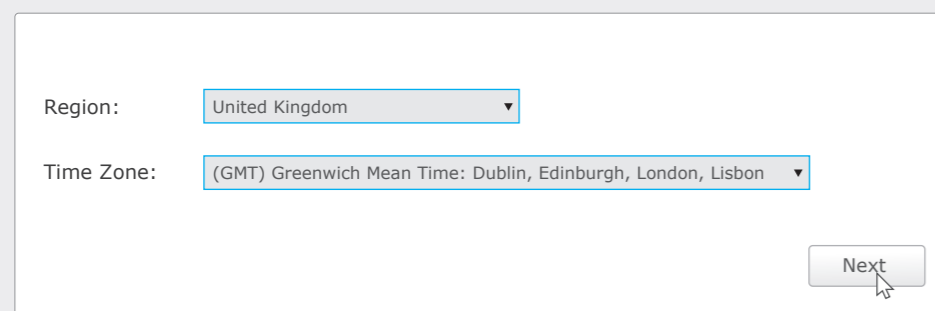 Region: United Kingdom
Time Zone: (GMT) Greenwich Mean Time: Dublin, Edinburgh, London, Lisbon
Next